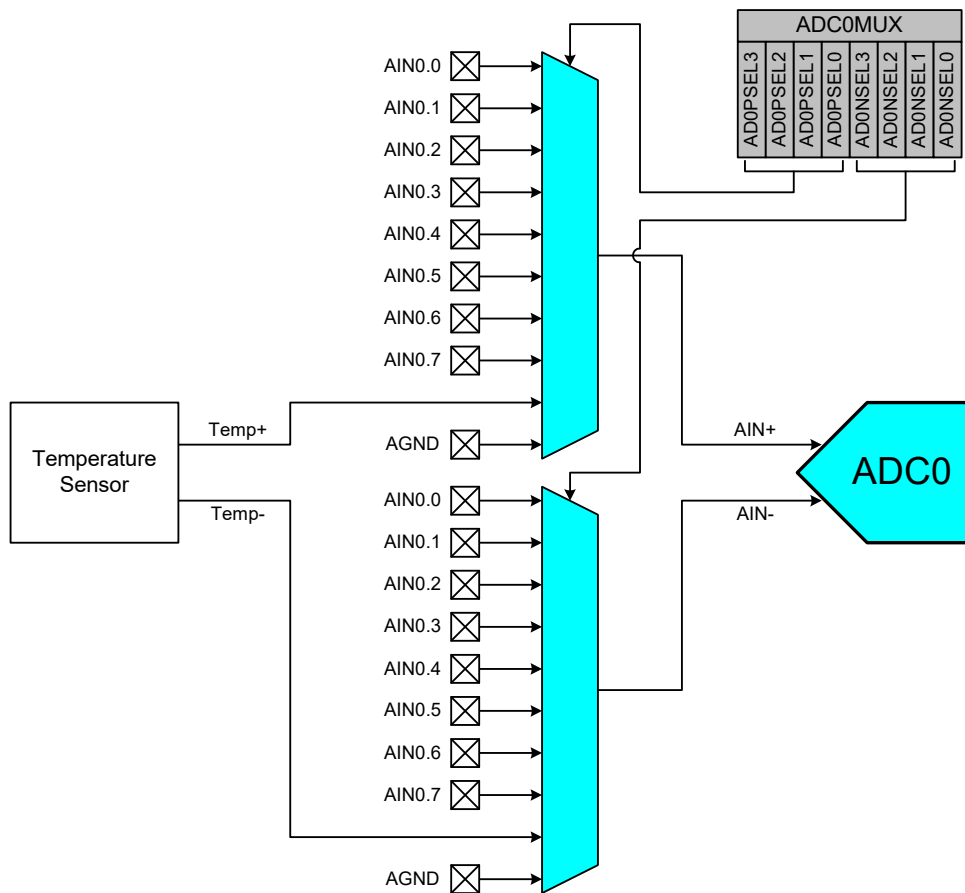 ADC0MUX
AD0PSEL3
AD0PSEL2
AD0PSEL1
AD0PSEL0
AD0NSEL3
AD0NSEL2
AD0NSEL1
AD0NSEL0
AIN0.0
AIN0.1
AIN0.2
AIN0.3
AIN0.4
AIN0.5
AIN0.6
AIN0.7
AGND
Temperature
Sensor
Temp+
Temp-
AIN0.0
AIN0.1
AIN0.2
AIN0.3
AIN0.4
AIN0.5
AIN0.6
AIN0.7
AGND
AIN+
AIN-
ADC0